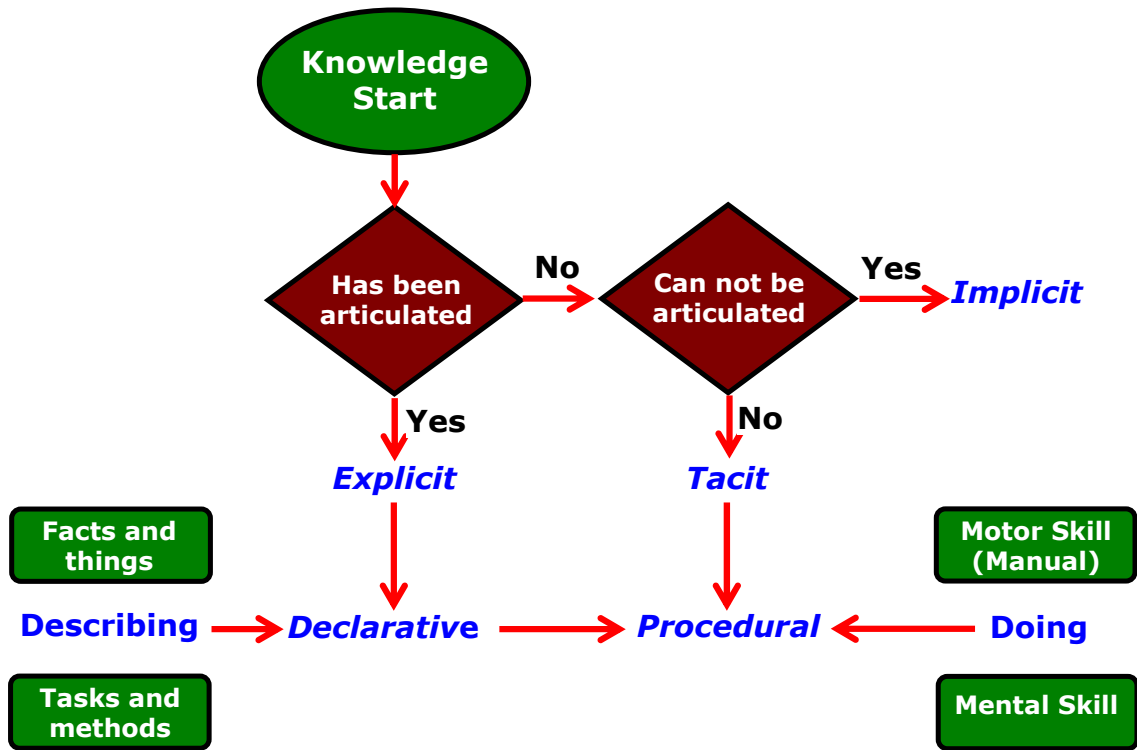 Knowledge
Start
Has been
articulated
No
Can not be
articulated
Yes
Implicit
Yes
No
Explicit
Tacit
Facts and
things
Motor Skill
(Manual)
Describing
Declarative
Procedural
Doing
Tasks and
methods
Mental Skill